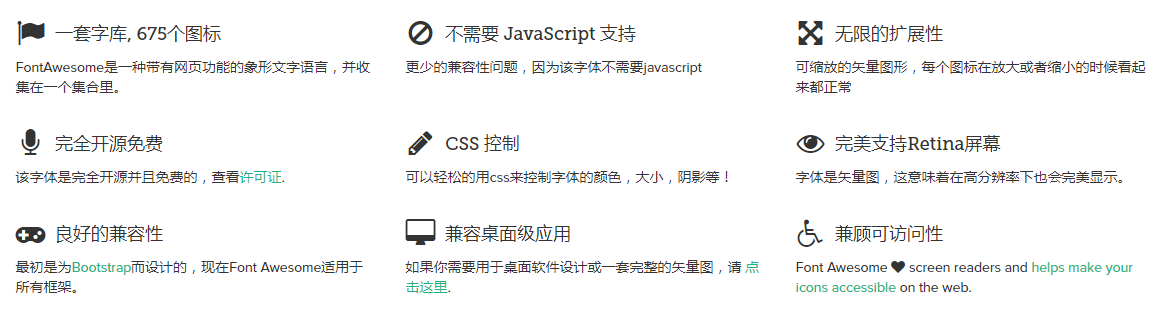 一套字库, 675个图标
FontAwesome是一种带有网页功能的象形文字语言，并收
集在一个集合里。
不需要 JavaScript 支持
更少的兼容性问题，因为该字体不需要javascript
无限的扩展性
可缩放的矢量图形，每个图标在放大或者缩小的时候看起
来都正常
完全开源免费
该字体是完全开源并且免费的，查看许可证.
CSS 控制
可以轻松的用css来控制字体的颜色，大小，阴影等！
完美支持Retina屏幕
字体是矢量图，这意味着在高分辨率下也会完美显示。
良好的兼容性
最初是为Bootstrap而设计的，现在Font Awesome适用于
所有框架。
兼容桌面级应用
如果你需要用于桌面软件设计或一套完整的矢量图，请 点
击这里.
兼顾可访问性
Font Awesome ♥ screen readers and helps make your
icons accessible on the web.